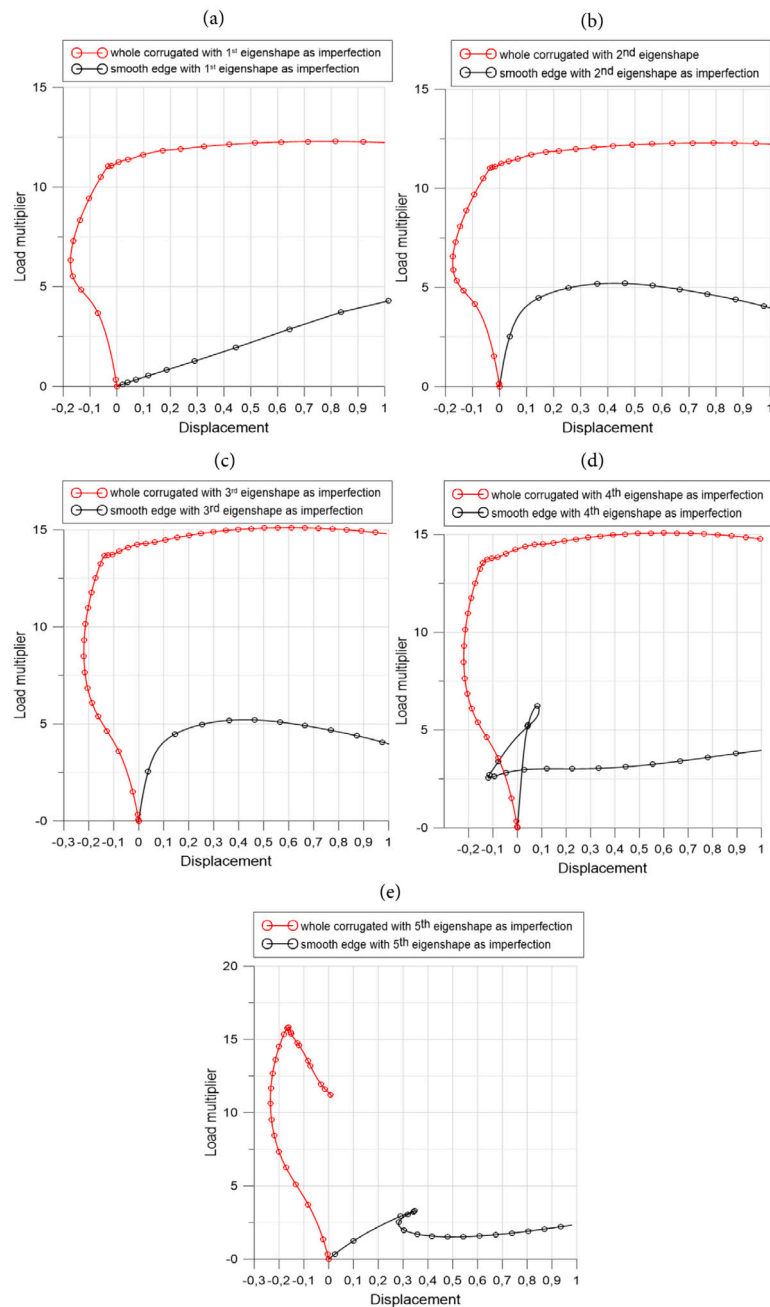 (a)
whole corrugated with 1st eigenshape as imperfection
smooth edge with 1st eigenshape as imperfection
15
10
5
0
Load multiplier
-0,2 -0,1 0 0,1 0,2 0,3 0,4 0,5 0,6 0,7 0,8 0,9 1
Displacement
(b)
whole corrugated with 2nd eigenshape
smooth edge with 2nd eigenshape as imperfection
15
10
5
0
Load multiplier
-0,2 -0,1 0 0,1 0,2 0,3 0,4 0,5 0,6 0,7 0,8 0,9 1
Displacement
(c)
whole corrugated with 3rd eigenshape as imperfection
smooth edge with 3rd eigenshape as imperfection
15
10
5
-0
Load multiplier
-0,3 -0,2 -0,1 0 0,1 0,2 0,3 0,4 0,5 0,6 0,7 0,8 0,9 1
Displacement
(d)
whole corrugated with 4th eigenshape as imperfection
smooth edge with 4th eigenshape as imperfection
15
10
5
-0
Load multiplier
-0,2 -0,1 0 0,1 0,2 0,3 0,4 0,5 0,6 0,7 0,8 0,9 1
Displacement
(e)
whole corrugated with 5th eigenshape as imperfection
smooth edge with 5th eigenshape as imperfection
20
15
10
5
-0
Load multiplier
-0,3 -0,2 -0,1 0 0,1 0,2 0,3 0,4 0,5 0,6 0,7 0,8 0,9 1
Displacement